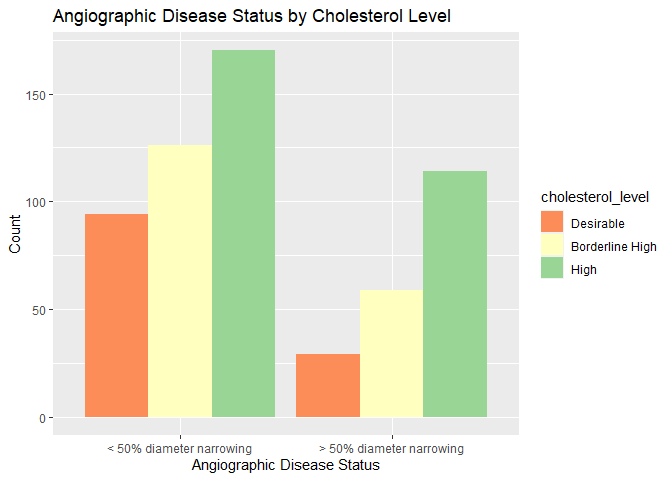 Angiographic Disease Status by Cholesterol Level
150
100
50
0
Count
< 50% diameter narrowing
> 50% diameter narrowing
Angiographic Disease Status
cholesterol_level
Desirable
Borderline High
High